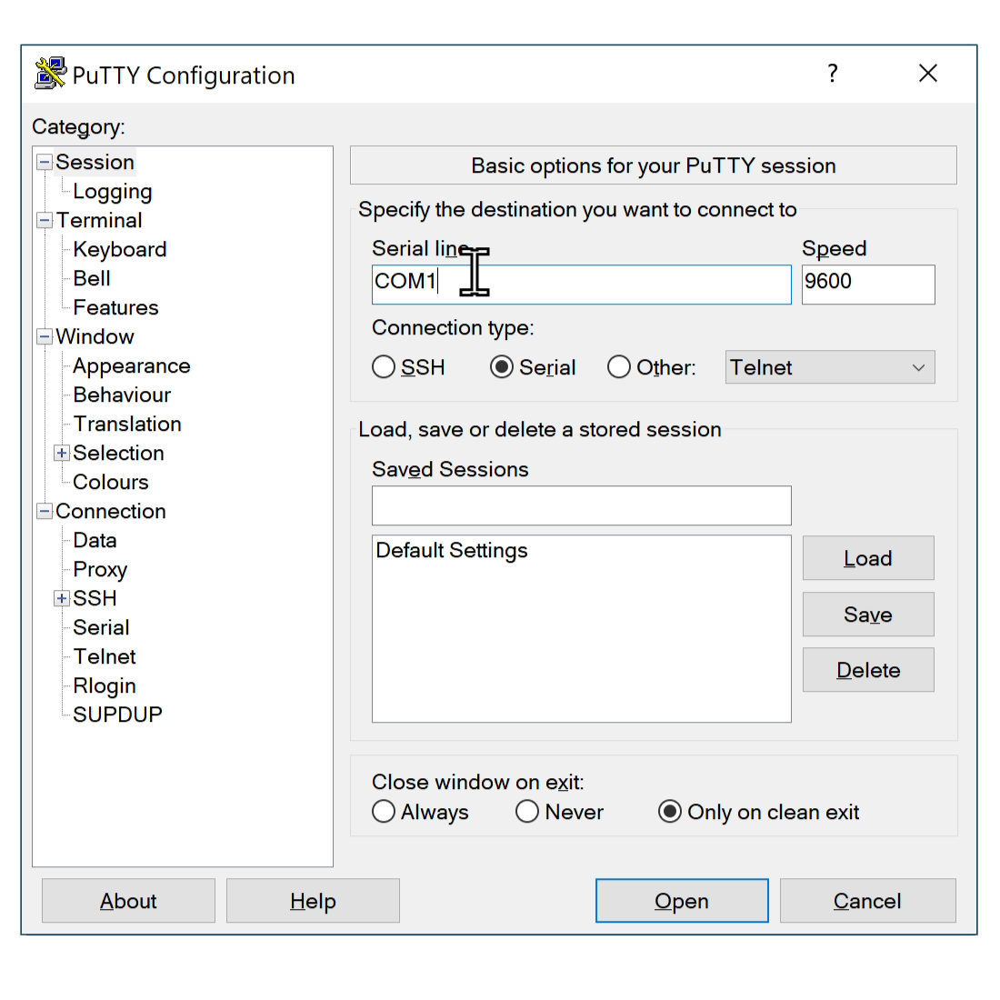 PuTTY Configuration ?
Category:
Session
Logging
Terminal
Keyboard
Bell
Features
Window
Appearance
Behaviour
Translation
Selection
Colours
Connection
Data
Proxy
SSH
Serial
Telnet
Rlogin
SUPDUP
Basic options for your PuTTY session
Specify the destination you want to connect to
Serial line Speed
COM1 9600
Connection type:
SSH Serial Other: Telnet
Load, save or delete a stored session
Saved Sessions
Default Settings
Load
Save
Delete
Close window on exit:
Always Never Only on clean exit
About Help Open Cancel